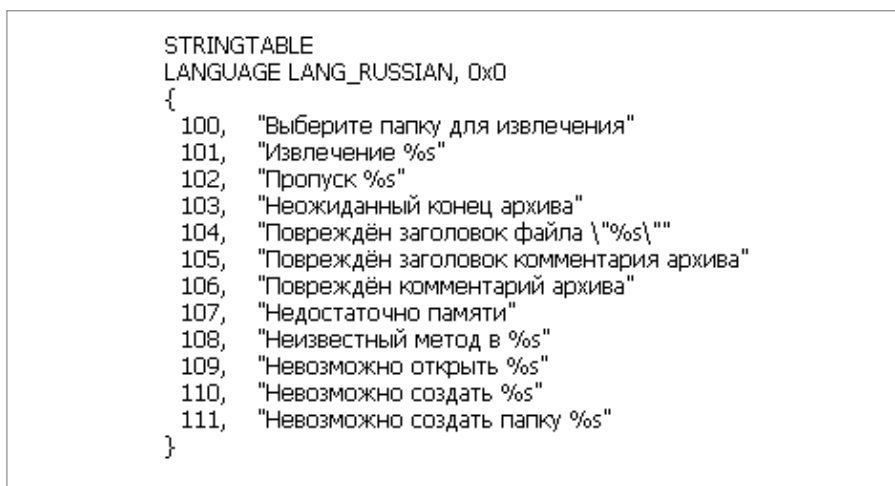 STRINGTABLE
LANGUAGE LANG_RUSSIAN, 0x0
{
100, "Выберите папку для извлечения"
101, "Извлечение %s"
102, "Пропуск %s"
103, "Неожиданный конец архива"
104, "Повреждён заголовок файла \"%s\""
105, "Повреждён заголовок комментария архива"
106, "Повреждён комментарий архива"
107, "Недостаточно памяти"
108, "Неизвестный метод в %s"
109, "Невозможно открыть %s"
110, "Невозможно создать %s"
111, "Невозможно создать папку %s"
}